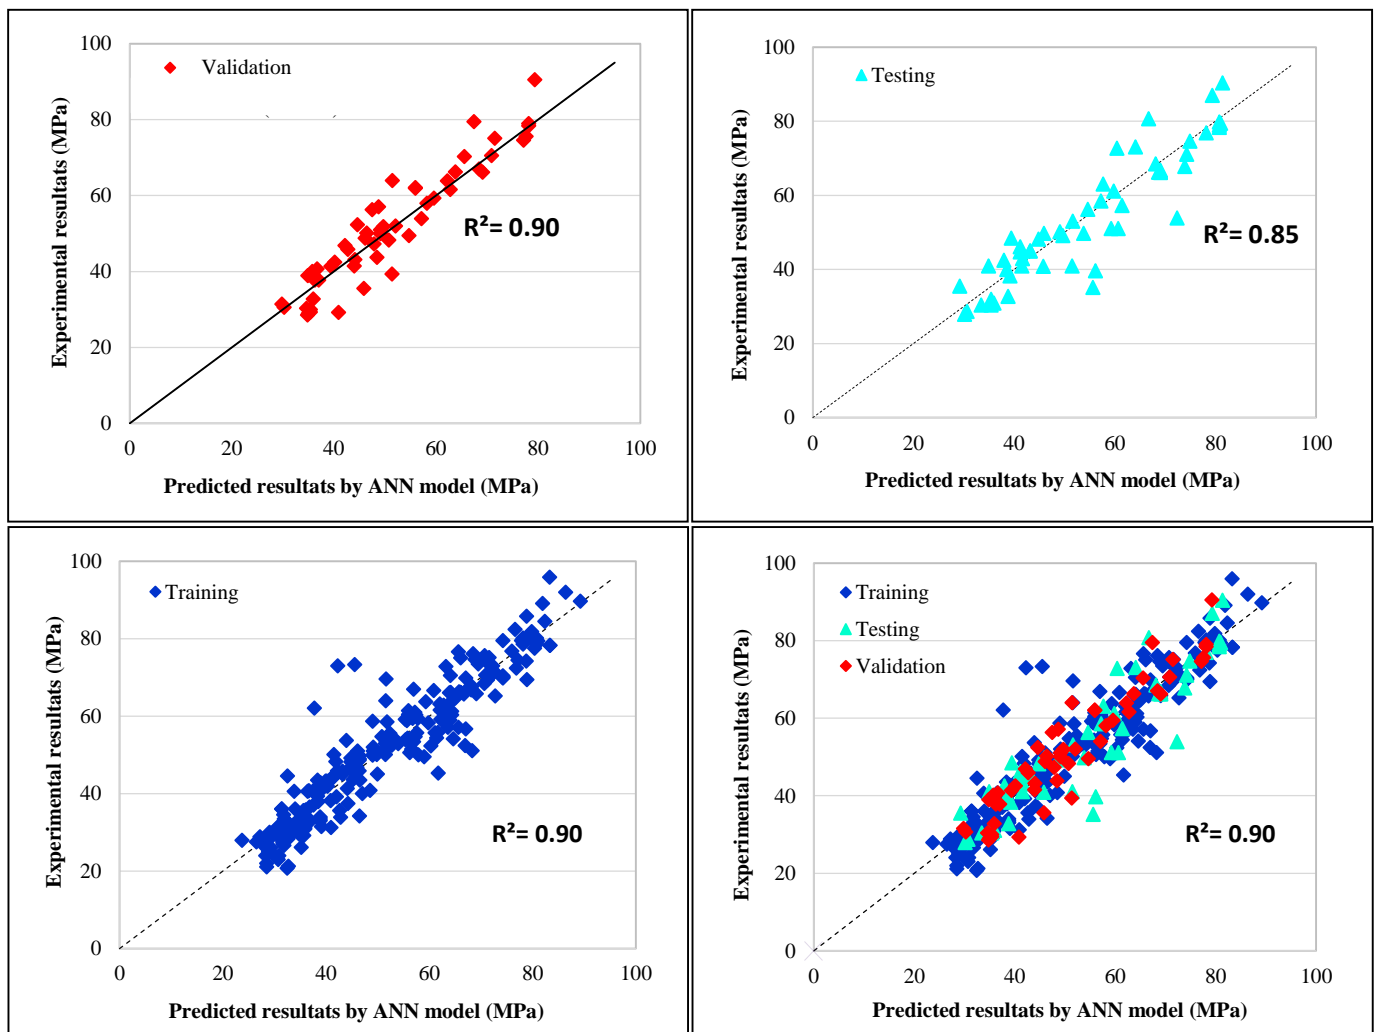 100
80
60
40
20
0
Experimental resultats (MPa)
Validation
R²= 0.90
0 20 40 60 80 100
Predicted resultats by ANN model (MPa)
100
80
60
40
20
0
Experimental resultats (MPa)
Testing
R²= 0.85
0 20 40 60 80 100
Predicted resultats by ANN model (MPa)
100
80
60
40
20
0
Experimental resultats (MPa)
Training
R²= 0.90
0 20 40 60 80 100
Predicted resultats by ANN model (MPa)
100
80
60
40
20
0
Experimental resultats (MPa)
Training
Testing
Validation
R²= 0.90
0 20 40 60 80 100
Predicted resultats by ANN model (MPa)